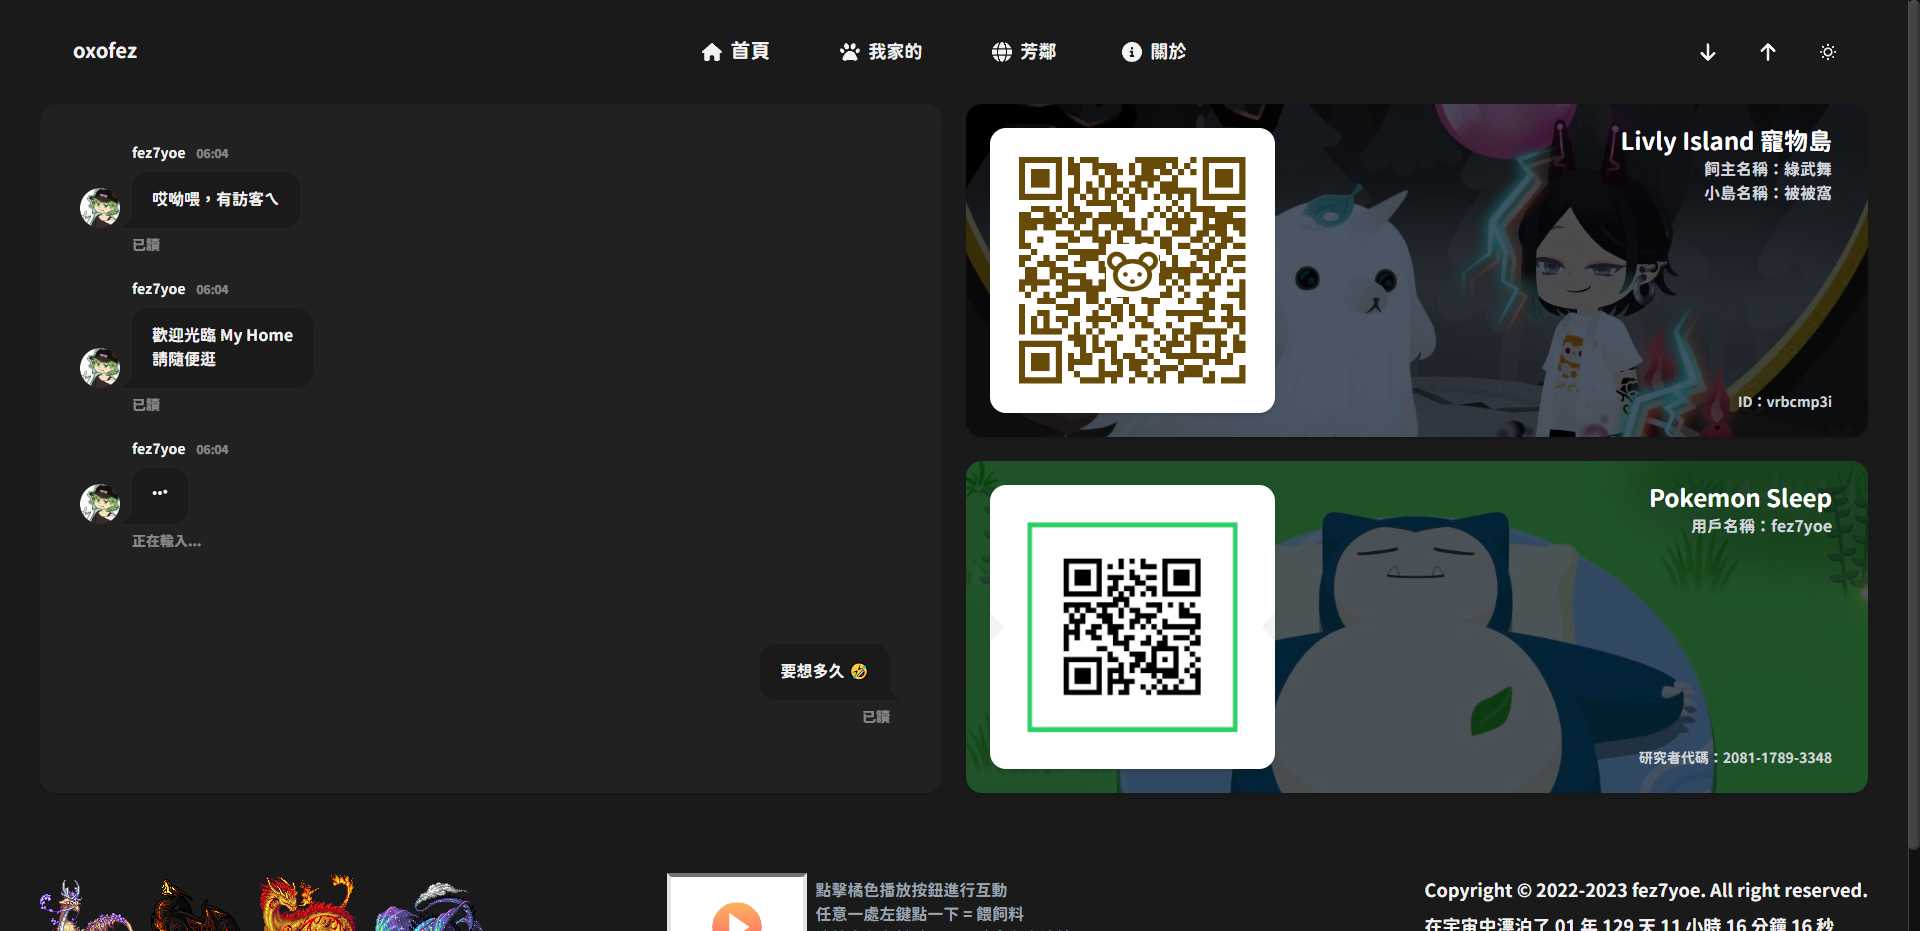 oxofez
首頁
我家的
芳鄰
關於
fez7yoe 06:04
哎呦喂，有訪客ㄟ
已讀
fez7yoe 06:04
歡迎光臨 My Home
請隨便逛
已讀
fez7yoe 06:04
正在輸入...
要想多久 🤣
已讀
Livly Island 寵物島
飼主名稱：綠武舞
小島名稱：被被窩
ID：vrbcmp3i
Pokemon Sleep
用戶名稱：fez7yoe
研究者代碼：2081-1789-3348
點擊橘色播放按鈕進行互動
任意一處左鍵點一下 = 餵飼料
Copyright © 2022-2023 fez7yoe. All right reserved.
在宇宙中漂泊了 01 年 129 天 11 小時 16 分鐘 16 秒